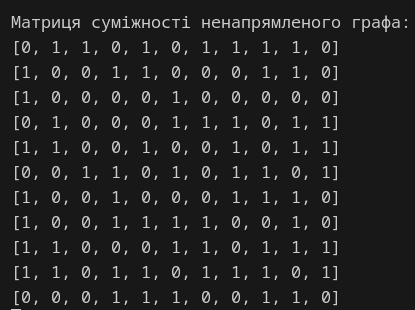 Матриця суміжності ненапрямленого графа:
[0, 1, 1, 0, 1, 0, 1, 1, 1, 1, 0]
[1, 0, 0, 1, 1, 0, 0, 0, 1, 1, 0]
[1, 0, 0, 0, 0, 1, 0, 0, 0, 0, 0]
[0, 1, 0, 0, 0, 1, 1, 1, 0, 1, 1]
[1, 1, 0, 0, 1, 0, 0, 1, 0, 1, 1]
[0, 0, 1, 1, 0, 1, 0, 1, 1, 0, 1]
[1, 0, 0, 1, 0, 0, 0, 1, 1, 1, 0]
[1, 0, 0, 1, 1, 1, 1, 0, 0, 1, 0]
[1, 1, 0, 0, 0, 1, 1, 0, 1, 1, 1]
[1, 1, 0, 1, 1, 0, 1, 1, 1, 0, 1]
[0, 0, 0, 1, 1, 1, 0, 0, 1, 1, 0]